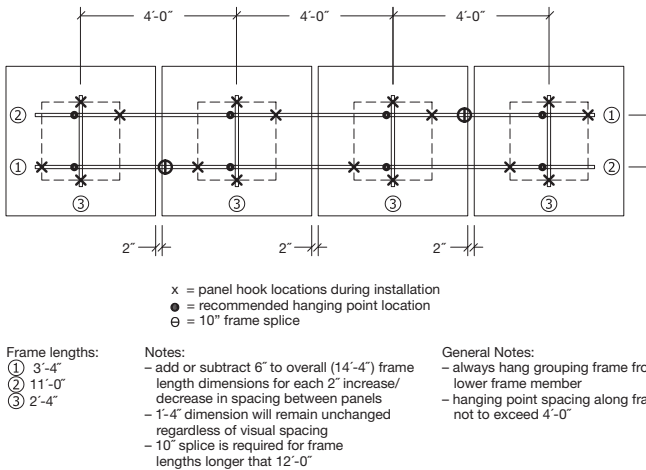 4′-0″ 4′-0″ 4′-0″
2 1
1 2
3 3 3 3
2″ 2″ 2″
x = panel hook locations during installation
= recommended hanging point location
= 10” frame splice
Frame lengths:
1 3′-4″
2 11′-0″
3 2′-4″
Notes:
– add or subtract 6″ to overall (14′-4″) frame
length dimensions for each 2″ increase/
decrease in spacing between panels
– 1′-4″ dimension will remain unchanged
regardless of visual spacing
– 10″ splice is required for frame
lengths longer that 12′-0″
General Notes:
– always hang grouping frame fro
lower frame member
– hanging point spacing along fra
not to exceed 4′-0″